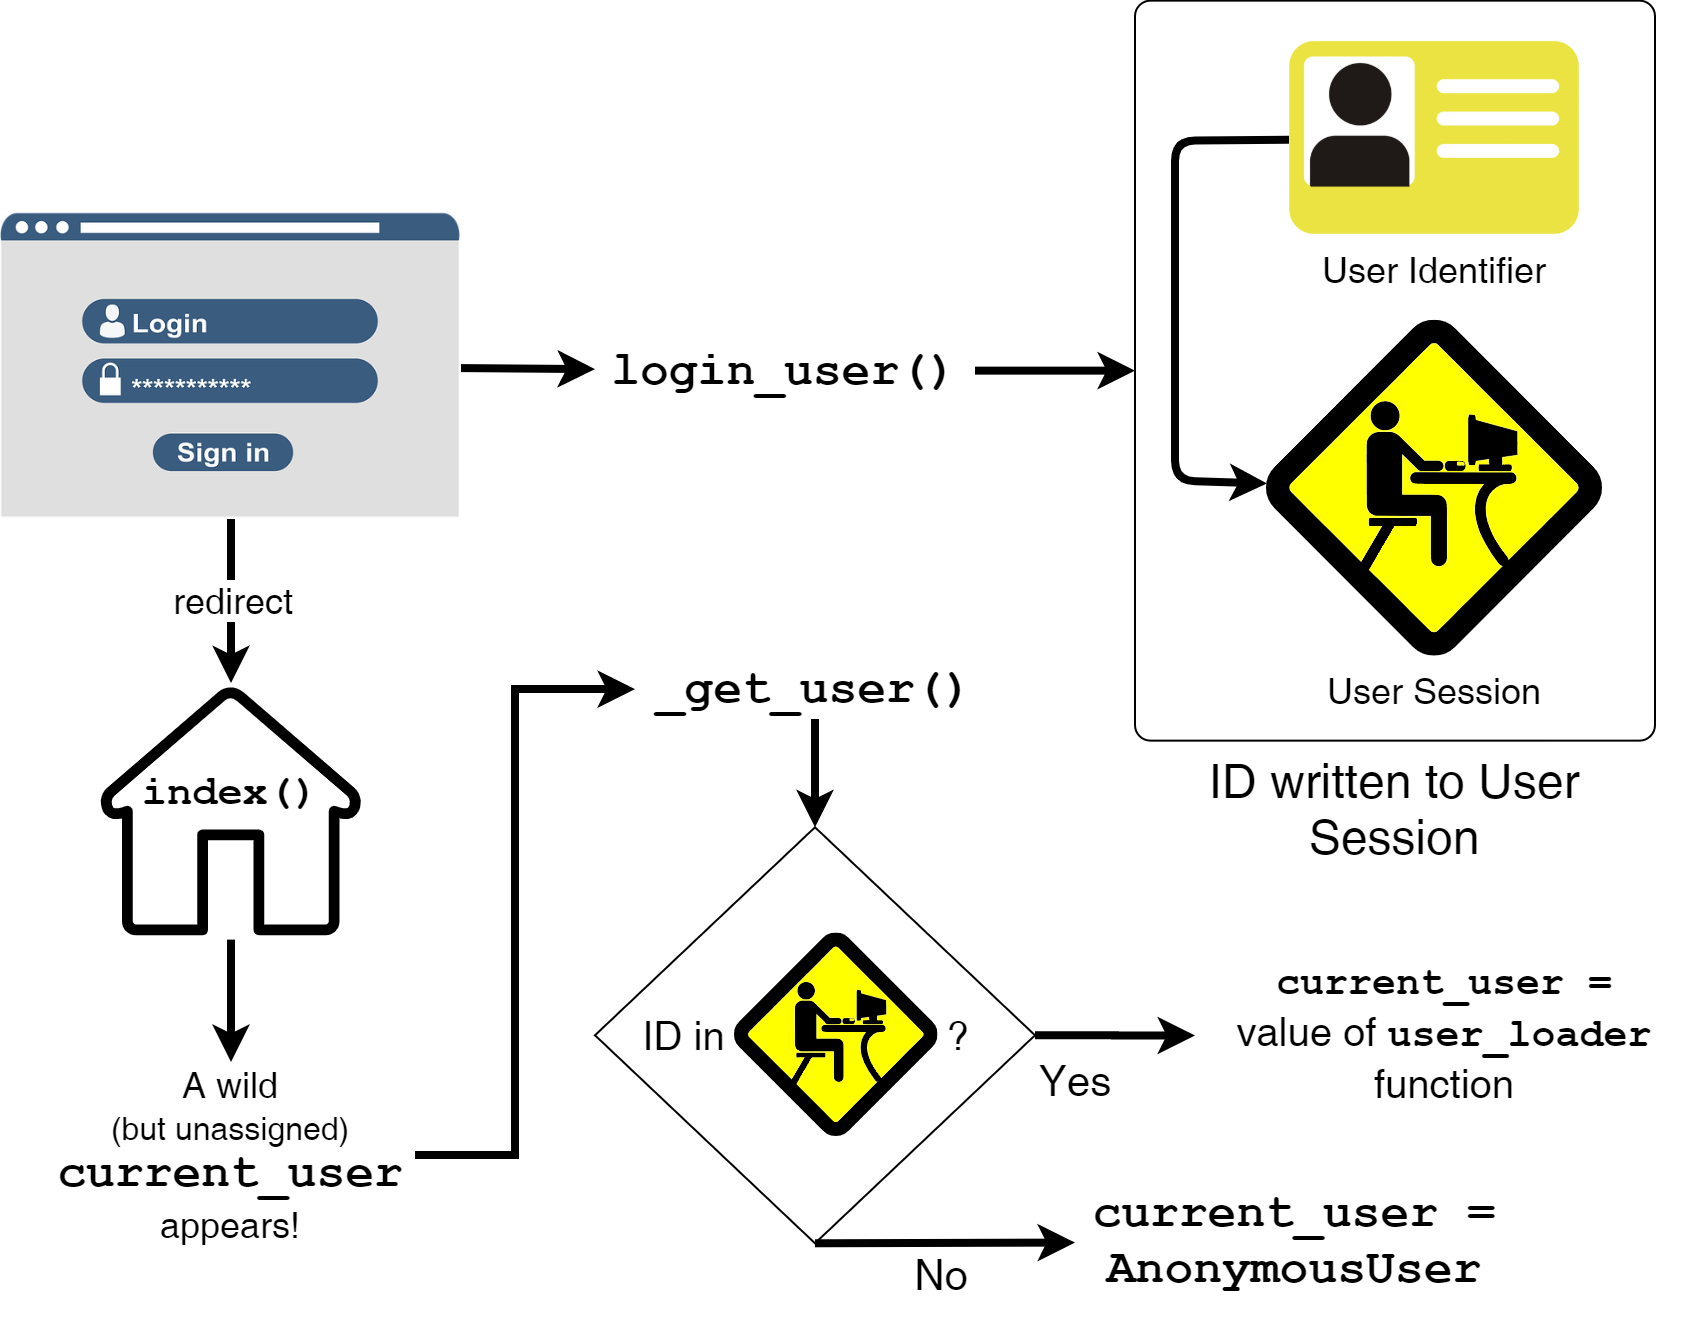 Login
***********
Sign in
login_user()
User Identifier
User Session
ID written to User
Session
redirect
index()
A wild
(but unassigned)
current_user
appears!
_get_user()
ID in ?
Yes
current_user =
value of user_loader
function
No
current_user =
AnonymousUser